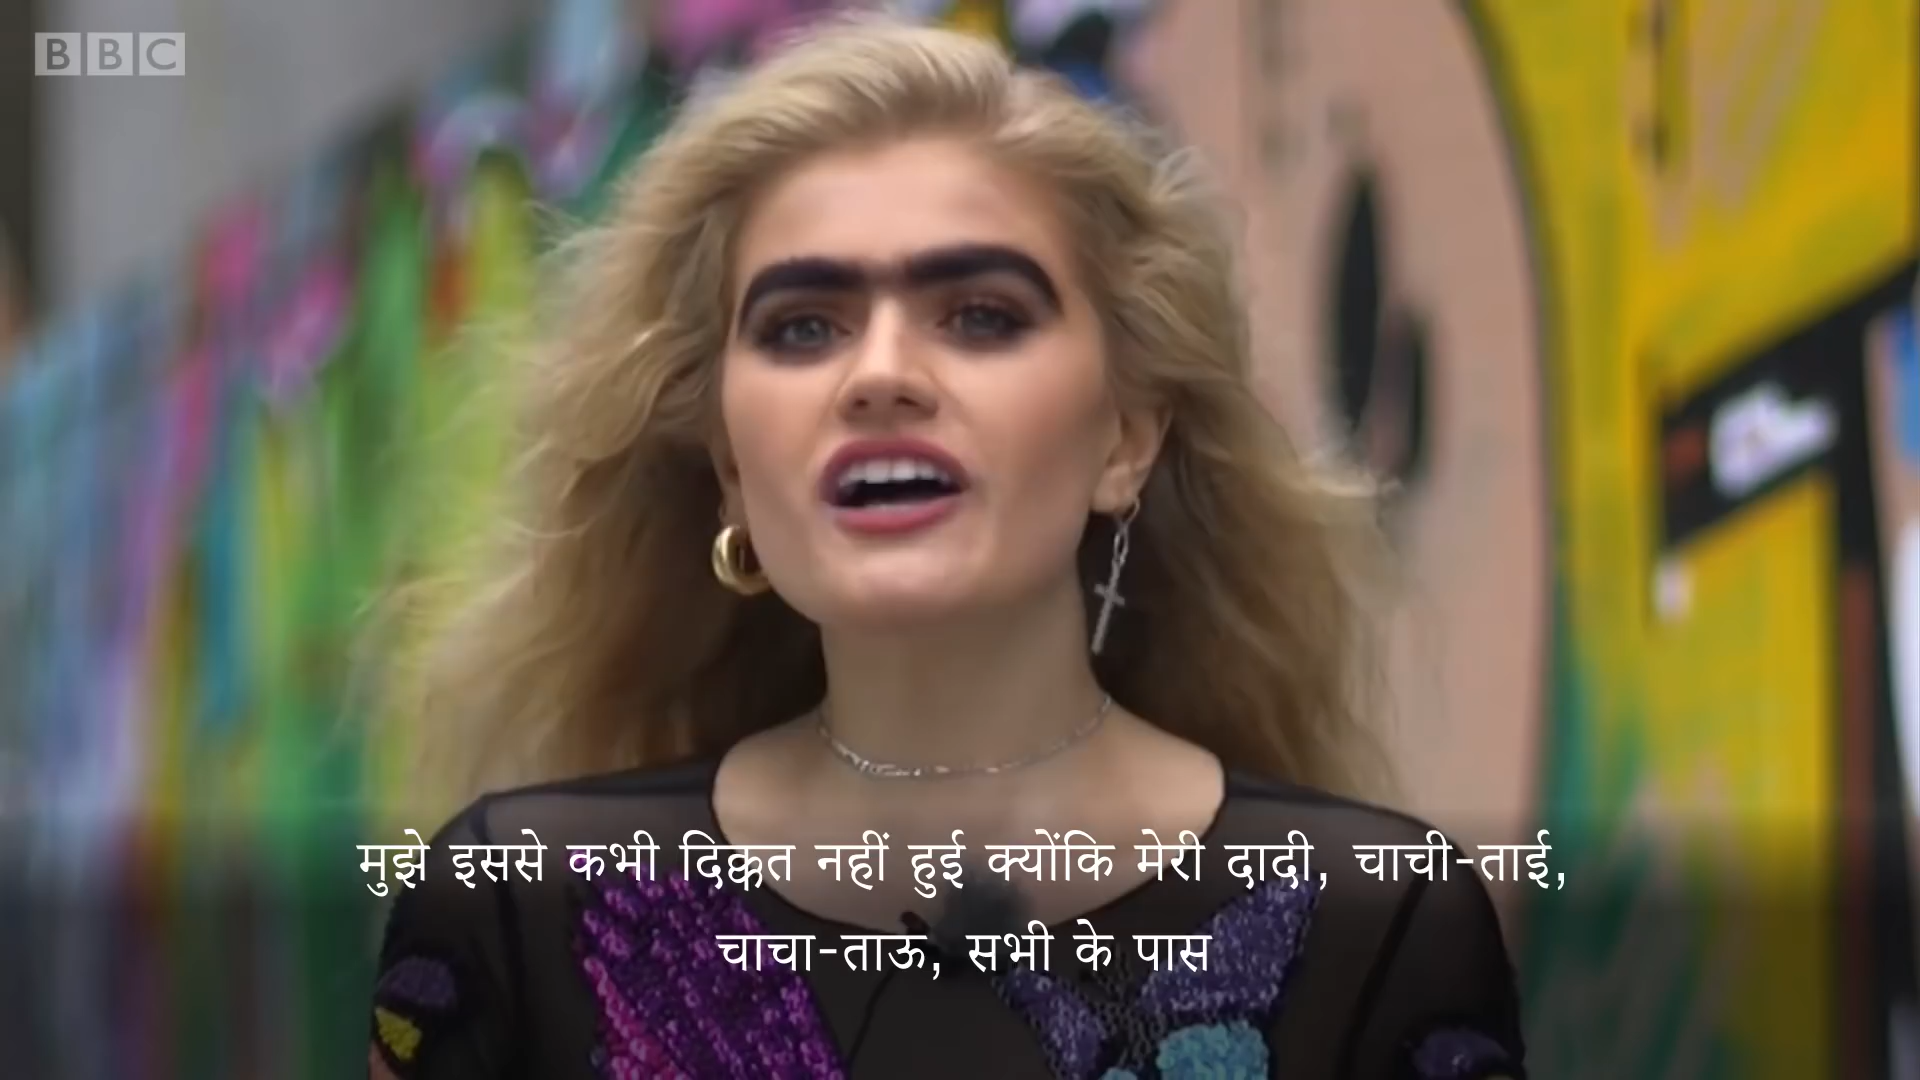 BBC
मुझे इससे कभी दिक्कत नहीं हुई क्योंकि मेरी दादी, चाची-ताई,
चाचा-ताऊ, सभी के पास